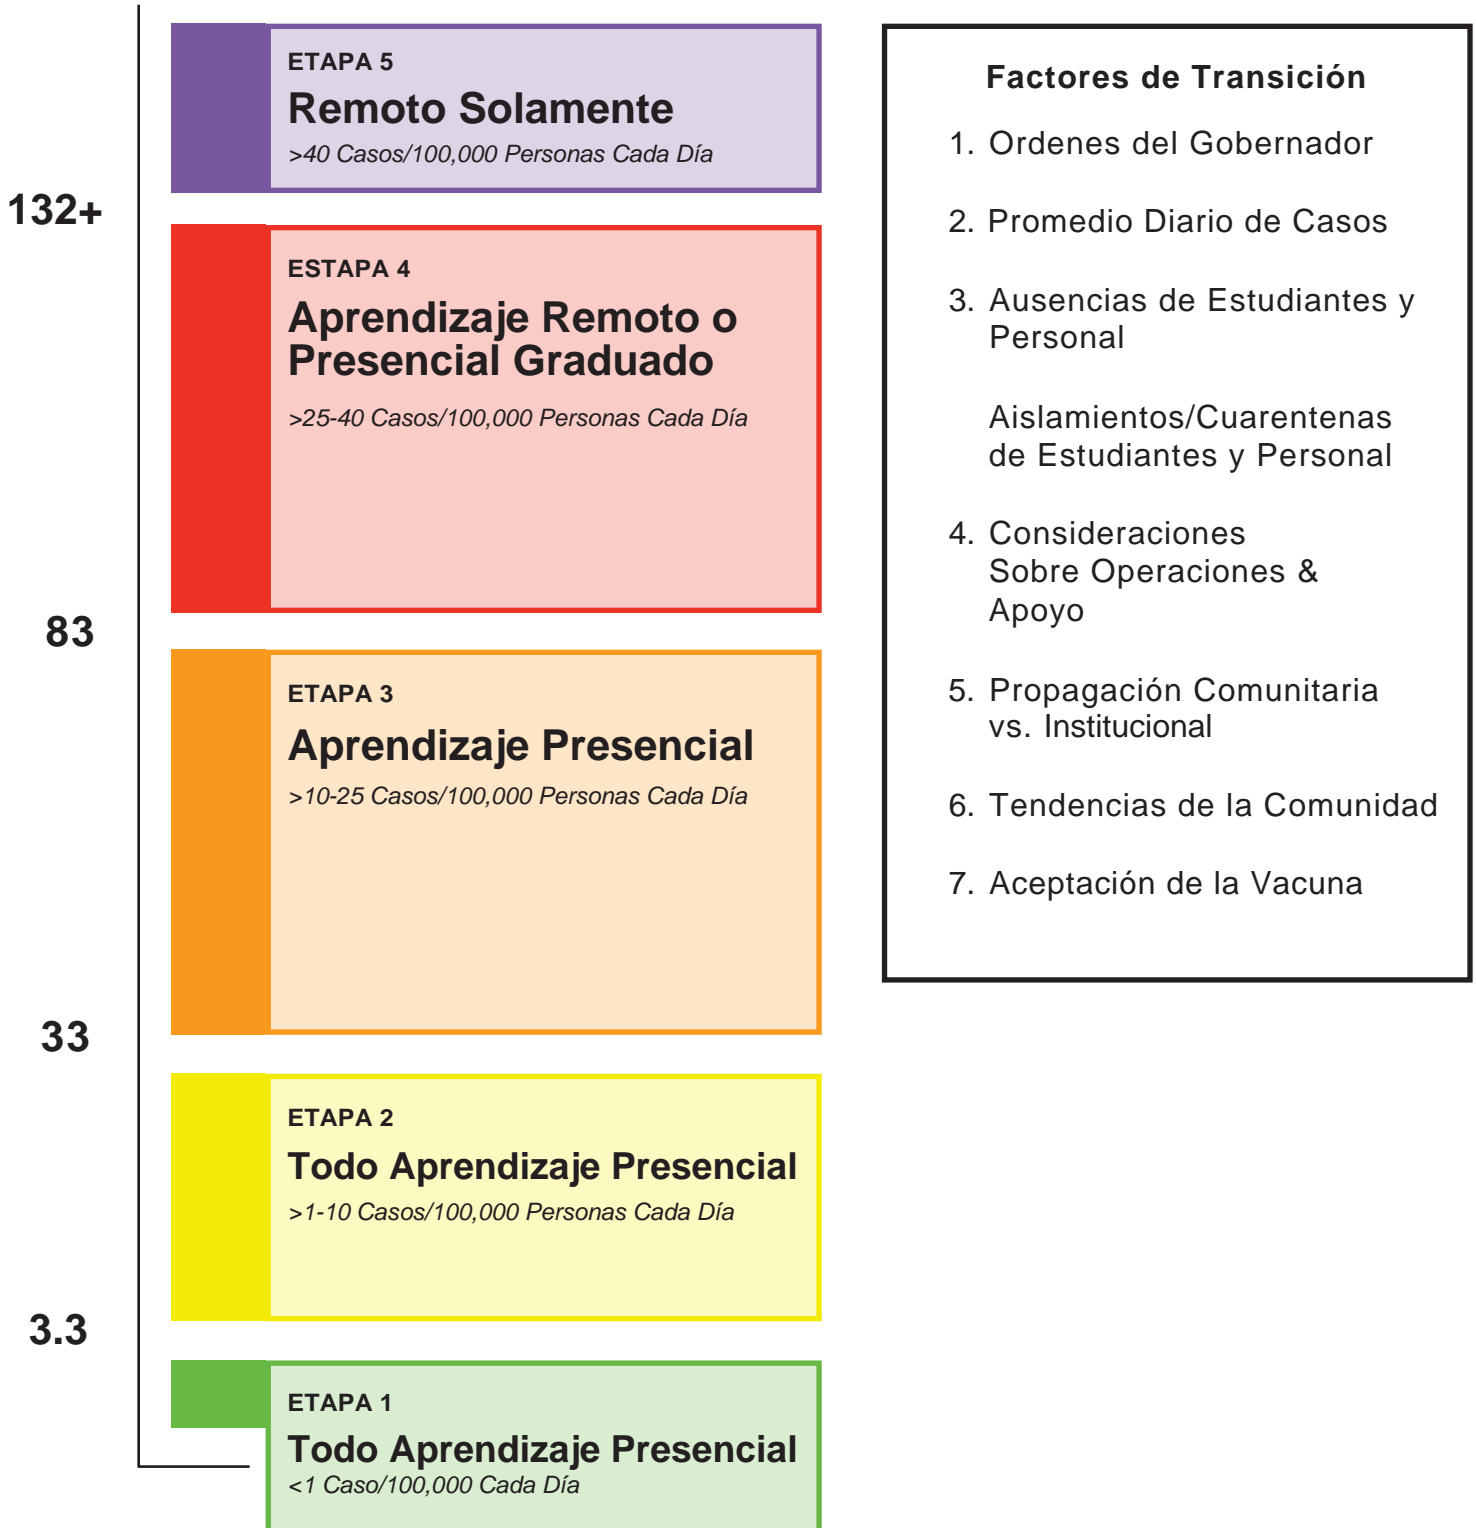 ETAPA 5
Remoto Solamente
>40 Casos/100,000 Personas Cada Día
132+
ESTAPA 4
Aprendizaje Remoto o
Presencial Graduado
>25-40 Casos/100,000 Personas Cada Día
83
ETAPA 3
Aprendizaje Presencial
>10-25 Casos/100,000 Personas Cada Día
33
ETAPA 2
Todo Aprendizaje Presencial
>1-10 Casos/100,000 Personas Cada Día
3.3
ETAPA 1
Todo Aprendizaje Presencial
<1 Caso/100,000 Cada Día
Factores de Transición
1. Ordenes del Gobernador
2. Promedio Diario de Casos
3. Ausencias de Estudiantes y
Personal
Aislamientos/Cuarentenas
de Estudiantes y Personal
4. Consideraciones
Sobre Operaciones &
Apoyo
5. Propagación Comunitaria
vs. Institucional
6. Tendencias de la Comunidad
7. Aceptación de la Vacuna